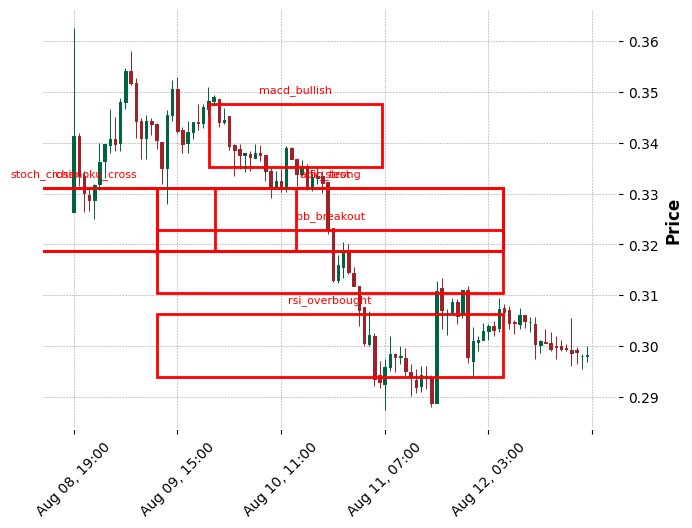 0.36
0.35
macd_bullish
0.34
stoch_cross
ichimoku_cross
adx_strong
0.33
bb_breakout
0.32
0.31
rsi_overbought
0.30
0.29
Price
Aug 08, 19:00
Aug 09, 15:00
Aug 10, 11:00
Aug 11, 07:00
Aug 12, 03:00